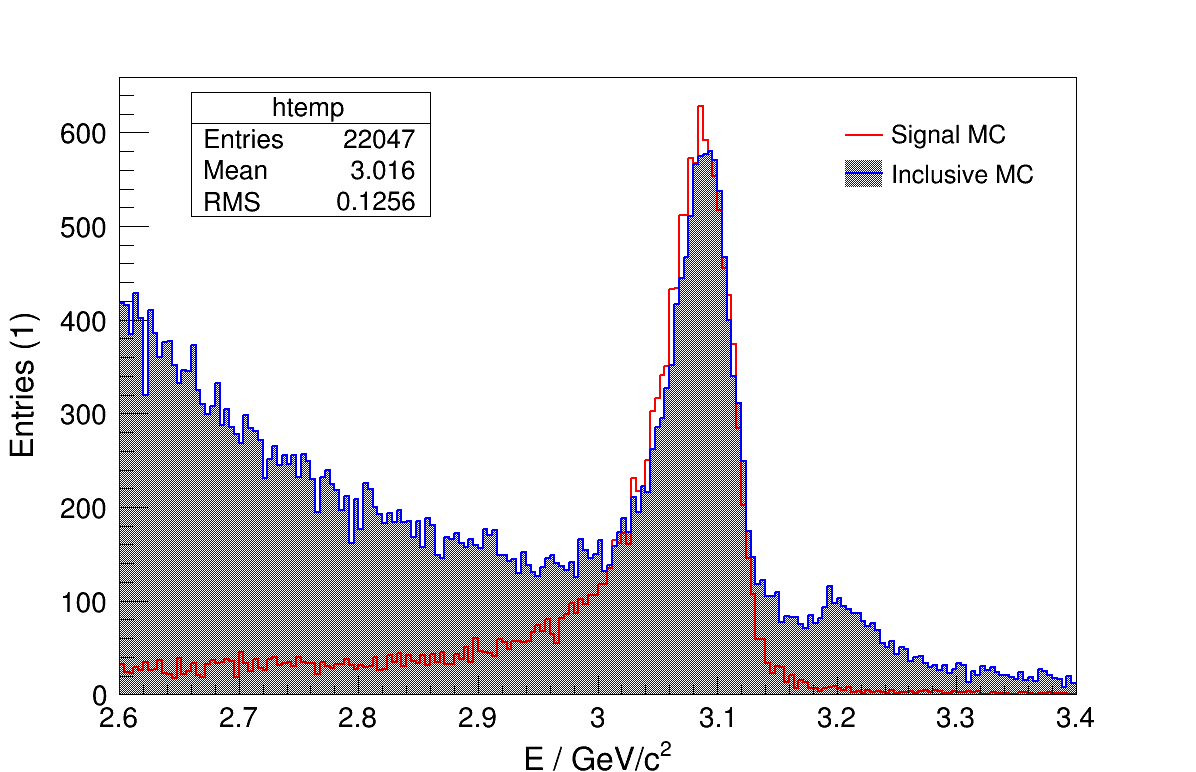 htemp
Entries 22047
Mean 3.016
RMS 0.1256
Signal MC
Inclusive MC
Entries (1)
600
500
400
300
200
100
0
2.6 2.7 2.8 2.9 3 3.1 3.2 3.3 3.4
E / GeV/c²